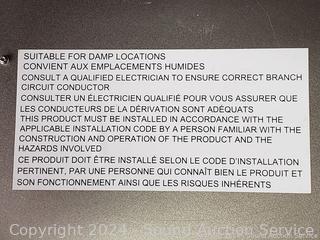 SUITABLE FOR DAMP LOCATIONS
CONVIENT AUX EMPLACEMENTS HUMIDES
CONSULT A QUALIFIED ELECTRICIAN TO ENSURE CORRECT BRANCH
CIRCUIT CONDUCTOR
CONSULTER UN ÉLECTRICIEN QUALIFIÉ POUR VOUS ASSURER QUE
LES CONDUCTEURS DE LA DÉRIVATION SONT ADÉQUATS
THIS PRODUCT MUST BE INSTALLED IN ACCORDANCE WITH THE
APPLICABLE INSTALLATION CODE BY A PERSON FAMILIAR WITH THE
CONSTRUCTION AND OPERATION OF THE PRODUCT AND THE
HAZARDS INVOLVED
CE PRODUIT DOIT ÊTRE INSTALLÉ SELON LE CODE D'INSTALLATION
PERTINENT, PAR UNE PERSONNE QUI CONNAÎT BIEN LE PRODUIT ET
SON FONCTIONNEMENT AINSI QUE LES RISQUES INHÉRENTS
Copyright 2024 - Sound Auction Service